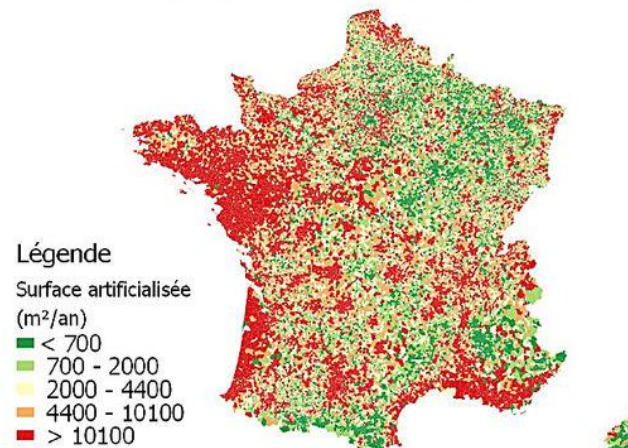 Légende
Surface artificialisée
(m²/an)
< 700
700 - 2000
2000 - 4400
4400 - 10100
> 10100